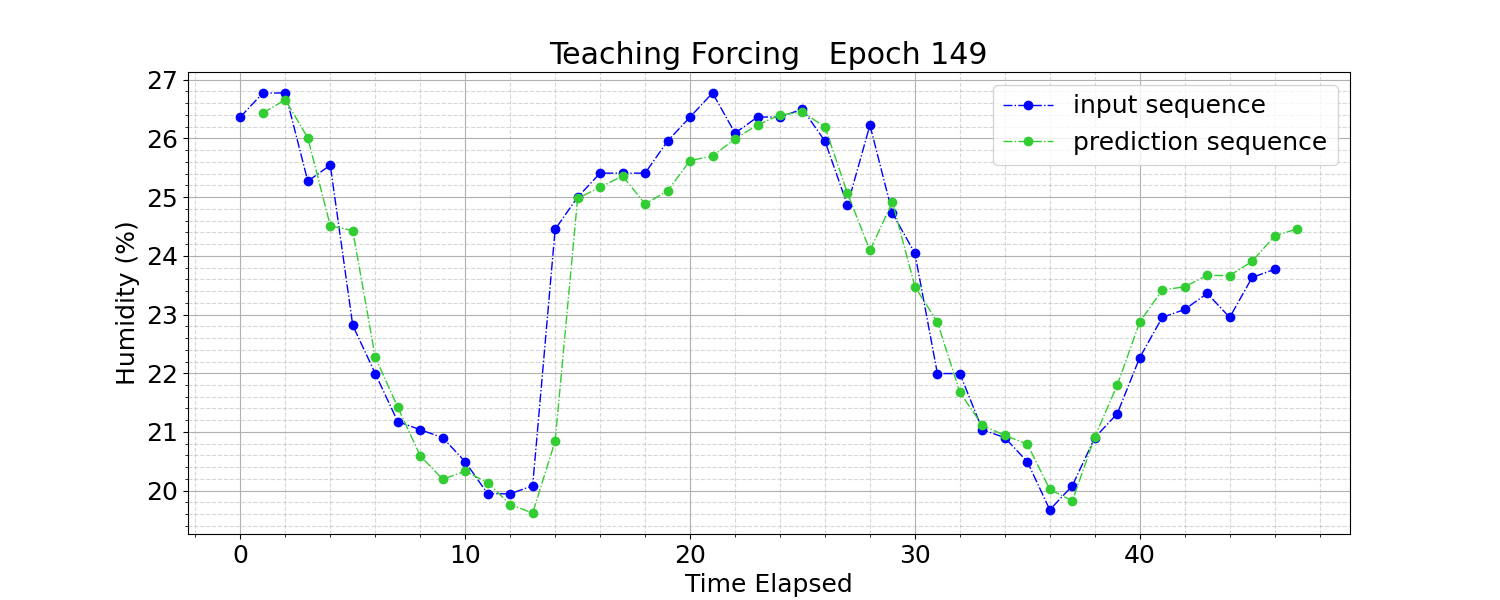 Teaching Forcing   Epoch 149
27
26
25
24
23
22
21
20
Humidity (%)
input sequence
prediction sequence
0 10 20 30 40
Time Elapsed